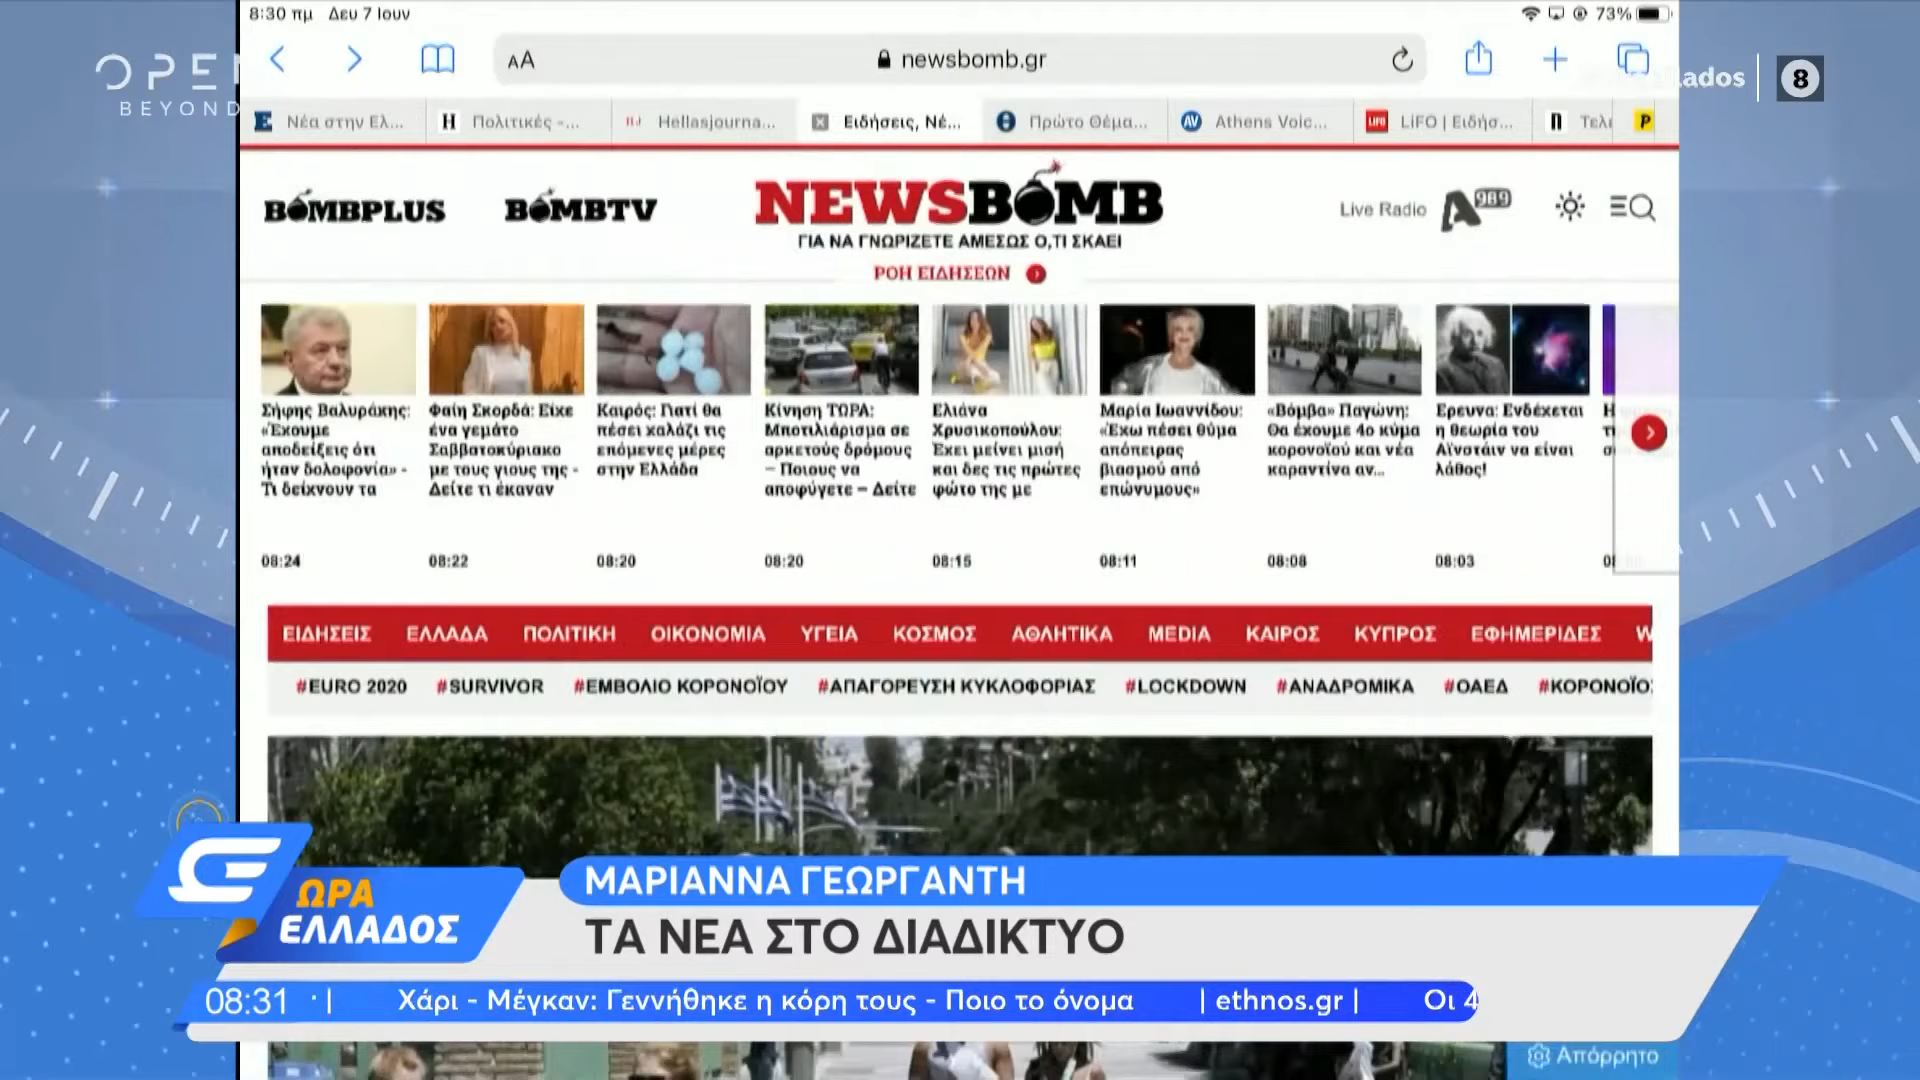 8:30 πμ Δευ 7 Ιουν
73%
OPEN
BEYOND
AA
newsbomb.gr
8
Νέα στην Ελ...
Πολιτικές -...
Hellasjourna...
Ειδήσεις, Νέ...
Πρώτο Θέμα...
Athens Voic...
LiFO | Ειδήσ...
BOMBPLUS
BOMBTV
NEWSBOMB
ΓΙΑ ΝΑ ΓΝΩΡΙΖΕΤΕ ΑΜΕΣΩΣ Ο,ΤΙ ΣΚΑΕΙ
Live Radio
989
ΡΟΗ ΕΙΔΗΣΕΩΝ
Σήφης Βαλυράκης:
«Έχουμε
αποδείξεις ότι
ήταν δολοφονία» -
Τι δείχνουν τα
08:24
Φαίη Σκορδά: Είχε
ένα γεμάτο
Σαββατοκύριακο
με τους γιους της -
Δείτε τι έκαναν
08:22
Καιρός: Γιατί θα
πέσει χαλάζι τις
επόμενες μέρες
στην Ελλάδα
08:20
Κίνηση ΤΩΡΑ:
Μποτιλιάρισμα σε
αρκετούς δρόμους
– Ποιους να
αποφύγετε – Δείτε
08:20
Ελιάνα
Χρυσικοπούλου:
Έχει μείνει μισή
και δες τις πρώτες
φώτο της με
08:15
Μαρία Ιωαννίδου:
«Έχω πέσει θύμα
απόπειρας
βιασμού από
επώνυμους»
08:11
«Βόμβα» Παγώνη:
Θα έχουμε 4ο κύμα
κορονοϊού και νέα
καραντίνα αν...
08:08
Ερευνα: Ενδέχεται
η θεωρία του
Αϊνστάιν να είναι
λάθος!
08:03
ΕΙΔΗΣΕΙΣ ΕΛΛΑΔΑ ΠΟΛΙΤΙΚΗ ΟΙΚΟΝΟΜΙΑ ΥΓΕΙΑ ΚΟΣΜΟΣ ΑΘΛΗΤΙΚΑ MEDIA ΚΑΙΡΟΣ ΚΥΠΡΟΣ ΕΦΗΜΕΡΙΔΕΣ W
#EURO 2020 #SURVIVOR #ΕΜΒΟΛΙΟ ΚΟΡΟΝΟΪΟΥ #ΑΠΑΓΟΡΕΥΣΗ ΚΥΚΛΟΦΟΡΙΑΣ #LOCKDOWN #ΑΝΑΔΡΟΜΙΚΑ #ΟΑΕΔ #ΚΟΡΟΝΟΪΟ
ΩΡΑ
ΕΛΛΑΔΟΣ
ΜΑΡΙΑΝΝΑ ΓΕΩΡΓΑΝΤΗ
ΤΑ ΝΕΑ ΣΤΟ ΔΙΑΔΙΚΤΥΟ
08:31 Χάρι - Μέγκαν: Γεννήθηκε η κόρη τους - Ποιο το όνομα | ethnos.gr | Οι 4
Απόρρητο